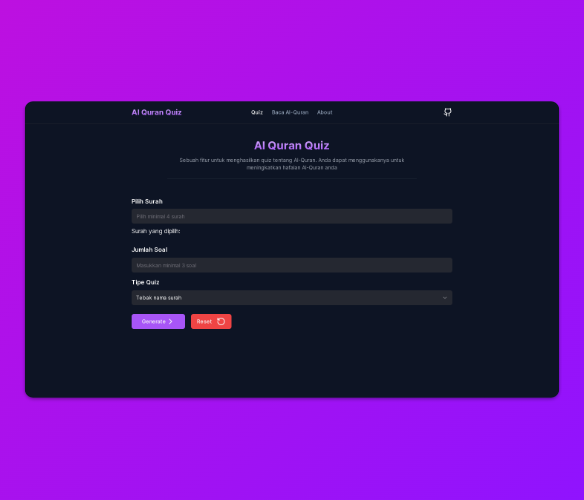 Al Quran Quiz
Quiz Baca Al-Quran About
Al Quran Quiz
Sebuah fitur untuk menghasilkan quiz tentang Al-Quran. Anda dapat menggunakannya untuk
meningkatkan hafalan Al-Quran anda
Pilih Surah
Pilih minimal 4 surah
Surah yang dipilih:
Jumlah Soal
Masukkan minimal 3 soal
Tipe Quiz
Tebak nama surah
Generate
Reset